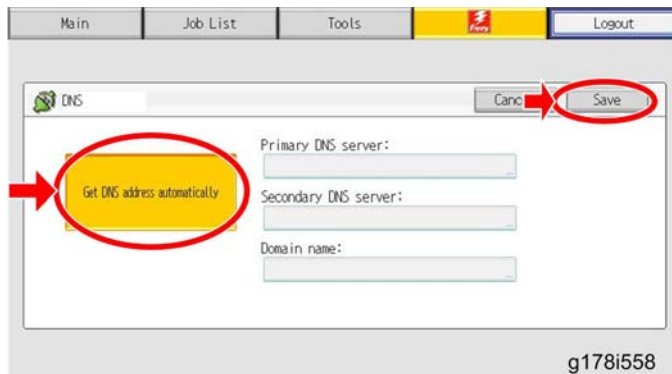 Main Job List Tools Fiery Logout
DNS Canc Save
Primary DNS server:
Get DNS address automatically
Secondary DNS server:
Domain name:
g178i558